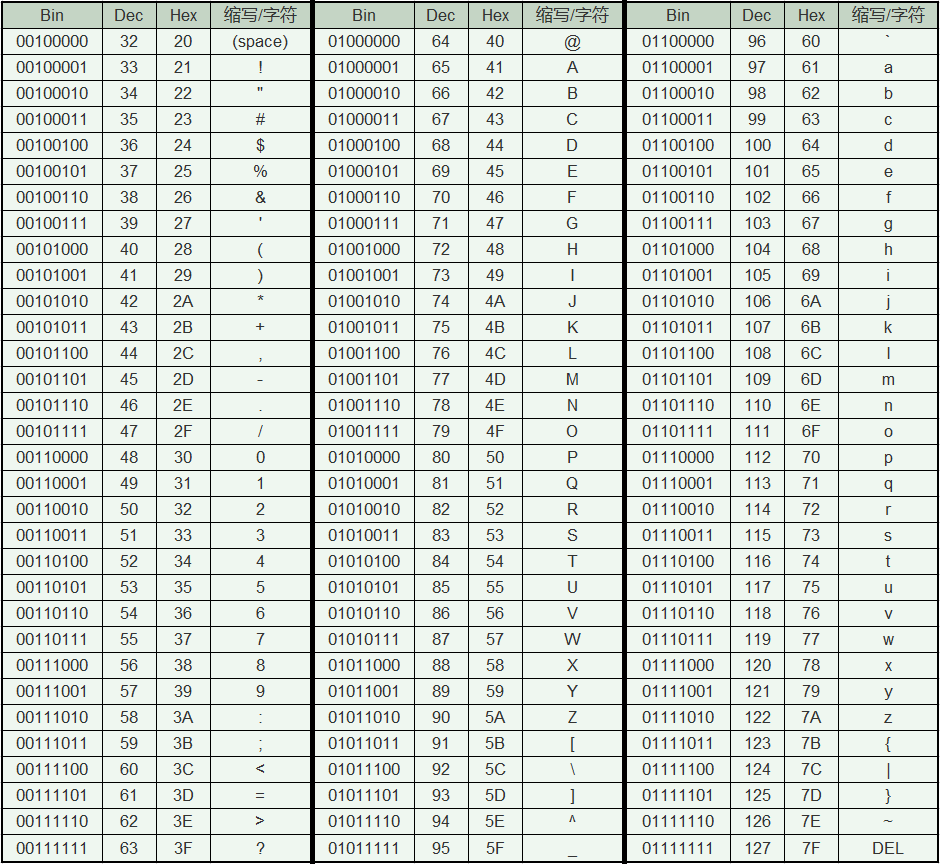 Bin Dec Hex 缩写/字符 Bin Dec Hex 缩写/字符 Bin Dec Hex 缩写/字符
00100000 32 20 (space) 01000000 64 40 @ 01100000 96 60 `
00100001 33 21 ! 01000001 65 41 A 01100001 97 61 a
00100010 34 22 " 01000010 66 42 B 01100010 98 62 b
00100011 35 23 # 01000011 67 43 C 01100011 99 63 c
00100100 36 24 $ 01000100 68 44 D 01100100 100 64 d
00100101 37 25 % 01000101 69 45 E 01100101 101 65 e
00100110 38 26 & 01000110 70 46 F 01100110 102 66 f
00100111 39 27 ' 01000111 71 47 G 01100111 103 67 g
00101000 40 28 ( 01001000 72 48 H 01101000 104 68 h
00101001 41 29 ) 01001001 73 49 I 01101001 105 69 i
00101010 42 2A * 01001010 74 4A J 01101010 106 6A j
00101011 43 2B + 01001011 75 4B K 01101011 107 6B k
00101100 44 2C , 01001100 76 4C L 01101100 108 6C l
00101101 45 2D - 01001101 77 4D M 01101101 109 6D m
00101110 46 2E . 01001110 78 4E N 01101110 110 6E n
00101111 47 2F / 01001111 79 4F O 01101111 111 6F o
00110000 48 30 0 01010000 80 50 P 01110000 112 70 p
00110001 49 31 1 01010001 81 51 Q 01110001 113 71 q
00110010 50 32 2 01010010 82 52 R 01110010 114 72 r
00110011 51 33 3 01010011 83 53 S 01110011 115 73 s
00110100 52 34 4 01010100 84 54 T 01110100 116 74 t
00110101 53 35 5 01010101 85 55 U 01110101 117 75 u
00110110 54 36 6 01010110 86 56 V 01110110 118 76 v
00110111 55 37 7 01010111 87 57 W 01110111 119 77 w
00111000 56 38 8 01011000 88 58 X 01111000 120 78 x
00111001 57 39 9 01011001 89 59 Y 01111001 121 79 y
00111010 58 3A : 01011010 90 5A Z 01111010 122 7A z
00111011 59 3B ; 01011011 91 5B [ 01111011 123 7B {
00111100 60 3C < 01011100 92 5C \ 01111100 124 7C |
00111101 61 3D = 01011101 93 5D ] 01111101 125 7D }
00111110 62 3E > 01011110 94 5E ^ 01111110 126 7E ~
00111111 63 3F ? 01011111 95 5F _ 01111111 127 7F DEL